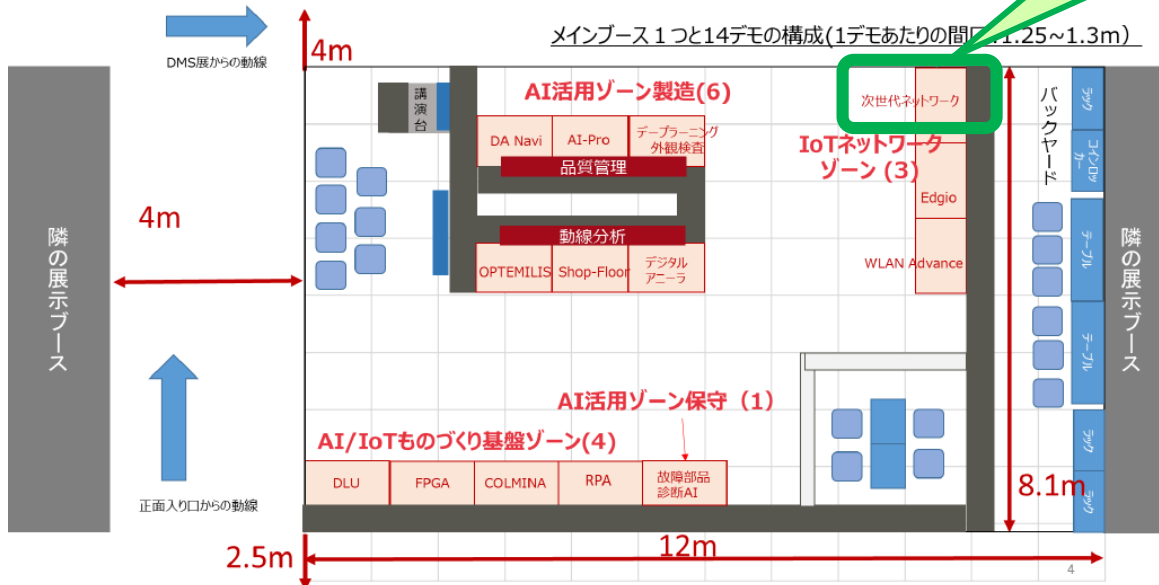 メインブース１つと14デモの構成(1デモあたりの間口:1.25~1.3m）
DMS展からの動線
4m
講演台
AI活用ゾーン製造(6)
DA Navi
AI-Pro
デープラーニング
外観検査
品質管理
動線分析
OPTEMILIS
Shop-Floor
デジタル
アニーラ
次世代ネットワーク
IoTネットワーク
ゾーン(3)
Edgio
WLAN Advance
バックヤード
ラック
コインロッ
カー
テーブル
テーブル
ラック
ラック
隣の展示ブース
4m
隣の展示ブース
AI活用ゾーン保守（1）
AI/IoTものづくり基盤ゾーン(4)
DLU
FPGA
COLMINA
RPA
故障部品
診断AI
正面入り口からの動線
8.1m
2.5m
12m
4